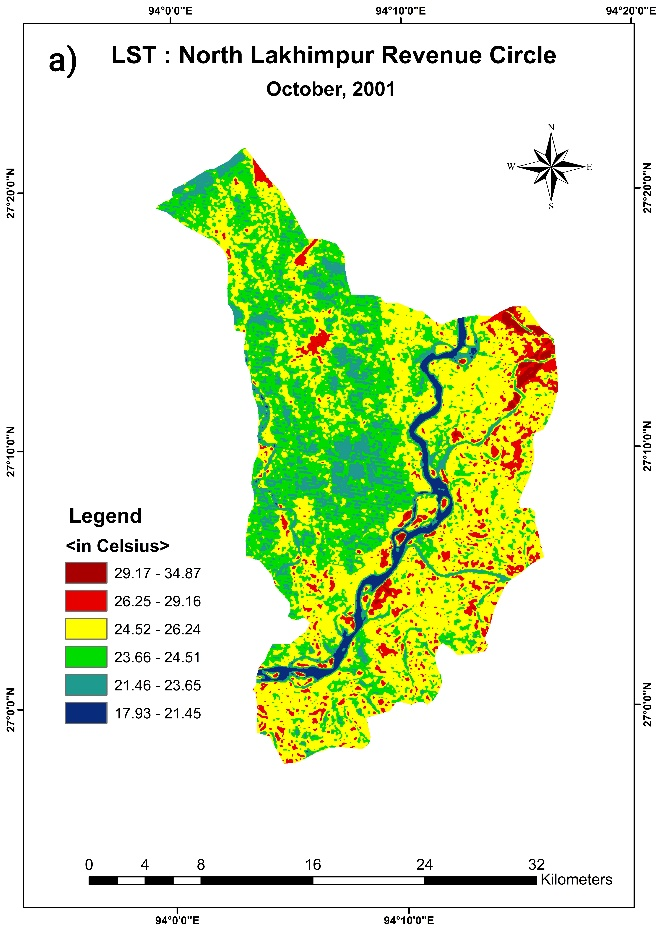 94°0'0"E 94°10'0"E 94°20'0"E
a) LST : North Lakhimpur Revenue Circle
October, 2001
N
W E
S
27°20'0"N 27°20'0"N
27°10'0"N 27°10'0"N
Legend
<in Celsius>
29.17 - 34.87
26.25 - 29.16
24.52 - 26.24
23.66 - 24.51
21.46 - 23.65
17.93 - 21.45
27°0'0"N 27°0'0"N
0 4 8 16 24 32
Kilometers
94°0'0"E 94°10'0"E